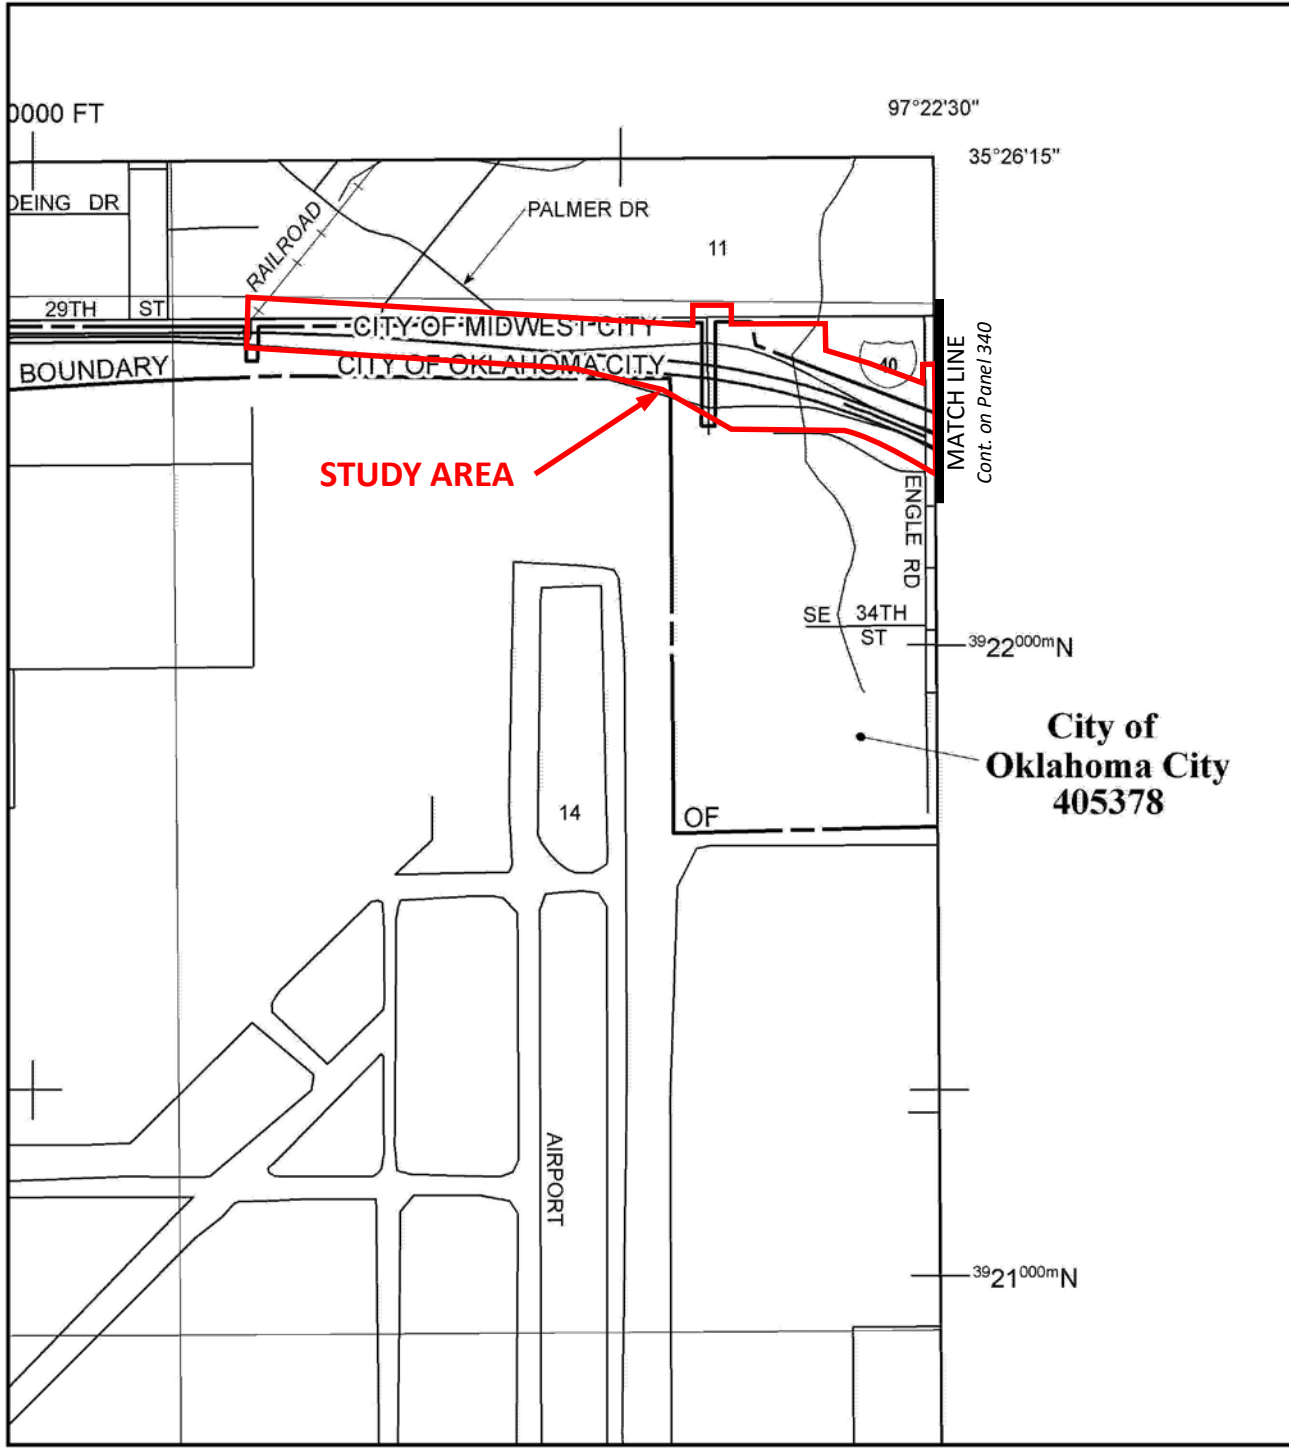 0000 FT
97°22'30"
35°26'15"
OEING DR
PALMER DR
RAILROAD
11
29TH ST
CITY OF MIDWEST CITY
BOUNDARY
CITY OF OKLAHOMA CITY
40
MATCH LINE
Cont. on Panel 340
STUDY AREA
ENGLE RD
SE 34TH
ST
3922000mN
City of
Oklahoma City
405378
14
OF
AIRPORT
3921000mN